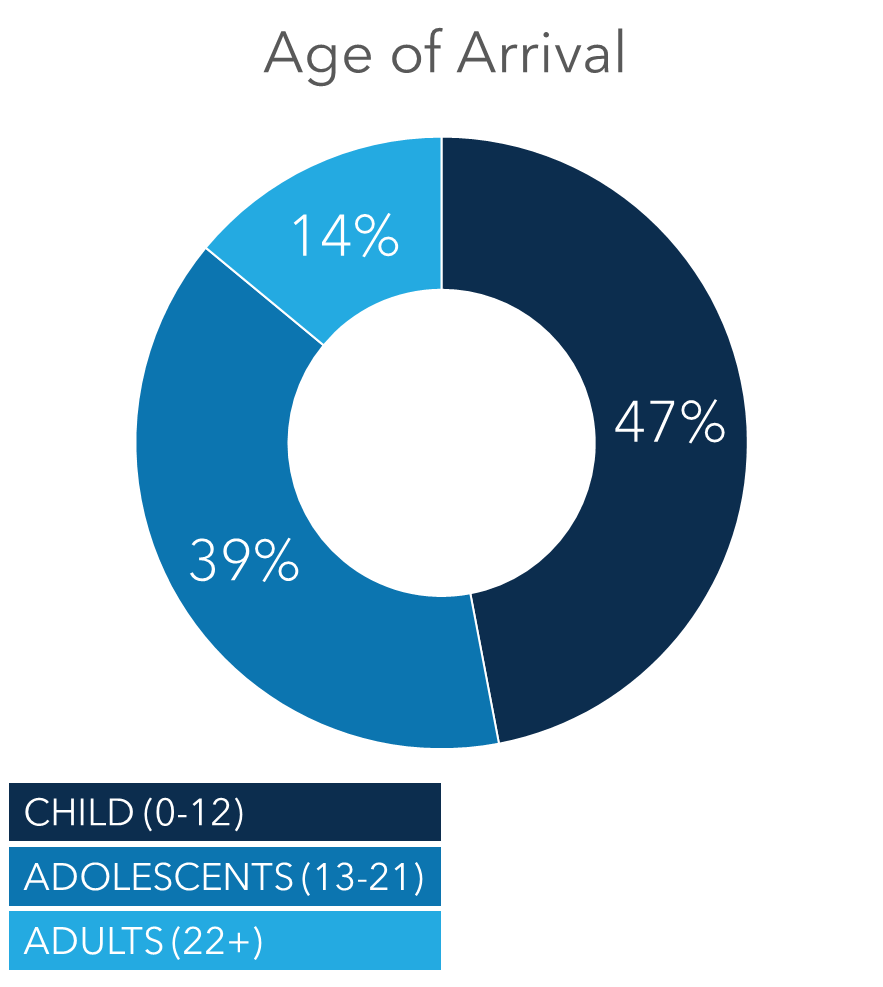 Age of Arrival
14%
47%
39%
CHILD (0-12)
ADOLESCENTS (13-21)
ADULTS (22+)